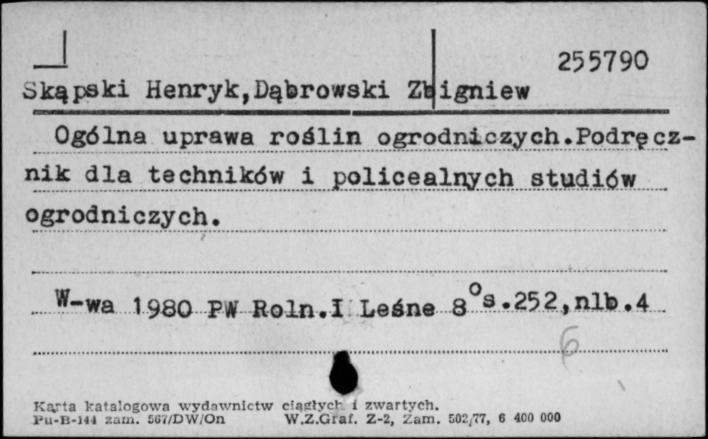 255790
Skąpski Henryk,Dąbrowski Zbigniew
Ogólna uprawa roślin ogrodniczych.Podręcz-
nik dla techników i policealnych studiów
ogrodniczych.
W-wa 1980 PW Roln.I Leśne 8°s.252,nlb.4
6
Karta katalogowa wydawnictw ciągłych i zwartych.
Pu-B-144 zam. 567/DW/On W.Z.Graf. Z-2, Zam. 502/77, 6 400 000